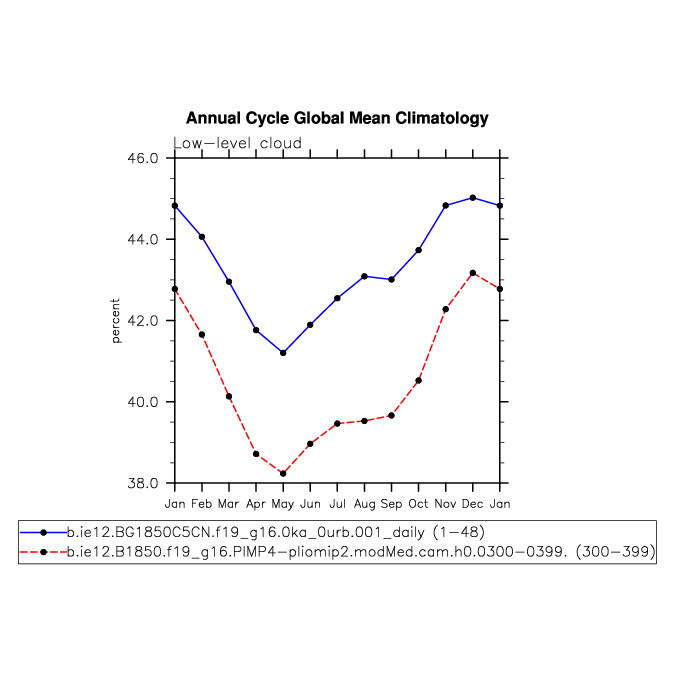 Annual Cycle Global Mean Climatology
Low-level cloud
46.0
44.0
42.0
40.0
38.0
percent
Jan Feb Mar Apr May Jun Jul Aug Sep Oct Nov Dec Jan
b.ie12.BG1850C5CN.f19_g16.0ka_0urb.001_daily (1-48)
b.ie12.B1850.f19_g16.PlMP4-pliomip2.modMed.cam.h0.0300-0399. (300-399)